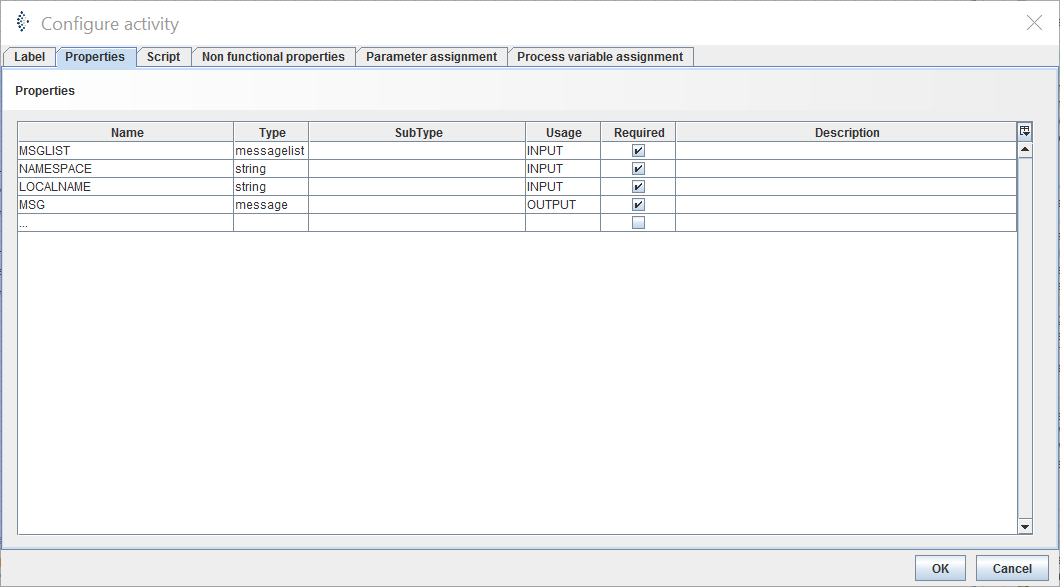 Configure activity
Label Properties Script Non functional properties Parameter assignment Process variable assignment
Properties
Name Type SubType Usage Required Description
MSGLIST messagelist INPUT
NAMESPACE string INPUT
LOCALNAME string INPUT
MSG message OUTPUT
...
OK Cancel